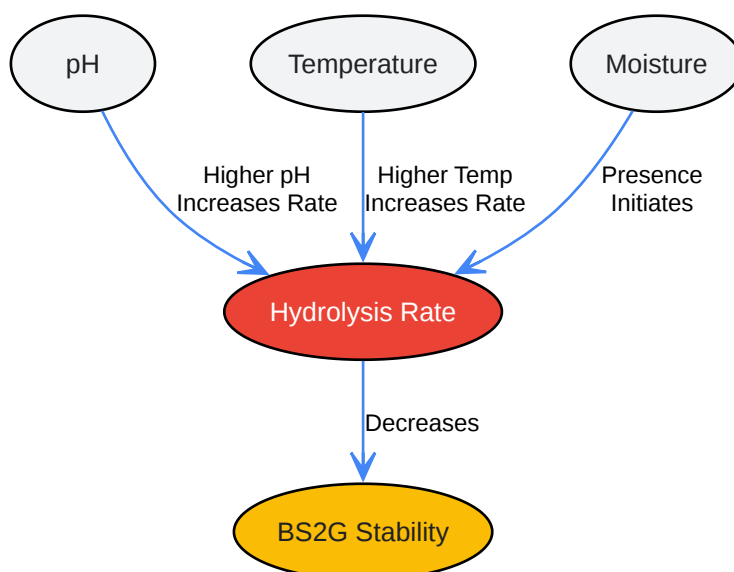 pH
Temperature
Moisture
Higher pH
Increases Rate
Higher Temp
Increases Rate
Presence
Initiates
Hydrolysis Rate
Decreases
BS2G Stability